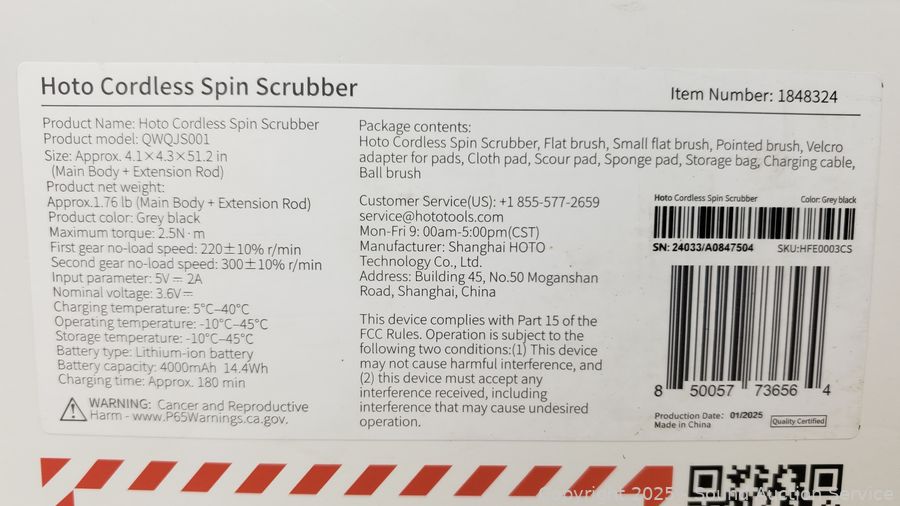 Hoto Cordless Spin Scrubber
Item Number: 1848324
Product Name: Hoto Cordless Spin Scrubber
Product model: QWQJS001
Size: Approx. 4.1×4.3×51.2 in
(Main Body + Extension Rod)
Product net weight:
Approx.1.76 lb (Main Body + Extension Rod)
Product color: Grey black
Maximum torque: 2.5N·m
First gear no-load speed: 220±10% r/min
Second gear no-load speed: 300±10% r/min
Input parameter: 5V⎓ 2A
Nominal voltage: 3.6V⎓
Charging temperature: 5°C–40°C
Operating temperature: -10°C–45°C
Storage temperature: -10°C–45°C
Battery type: Lithium-ion battery
Battery capacity: 4000mAh 14.4Wh
Charging time: Approx. 180 min
WARNING: Cancer and Reproductive
Harm - www.P65Warnings.ca.gov.
Package contents:
Hoto Cordless Spin Scrubber, Flat brush, Small flat brush, Pointed brush, Velcro
adapter for pads, Cloth pad, Scour pad, Sponge pad, Storage bag, Charging cable,
Ball brush
Customer Service(US): +1 855-577-2659
service@hototools.com
Mon-Fri 9: 00am-5:00pm(CST)
Manufacturer: Shanghai HOTO
Technology Co., Ltd.
Address: Building 45, No.50 Moganshan
Road, Shanghai, China
This device complies with Part 15 of the
FCC Rules. Operation is subject to the
following two conditions:(1) This device
may not cause harmful interference, and
(2) this device must accept any
interference received, including
interference that may cause undesired
operation.
Hoto Cordless Spin Scrubber
Color: Grey black
SN: 24033/A0847504
SKU:HFE0003CS
8 50057 73656 4
Production Date: 01/2025
Made in China
Quality Certified
Copyright 2025 - Sound Auction Service